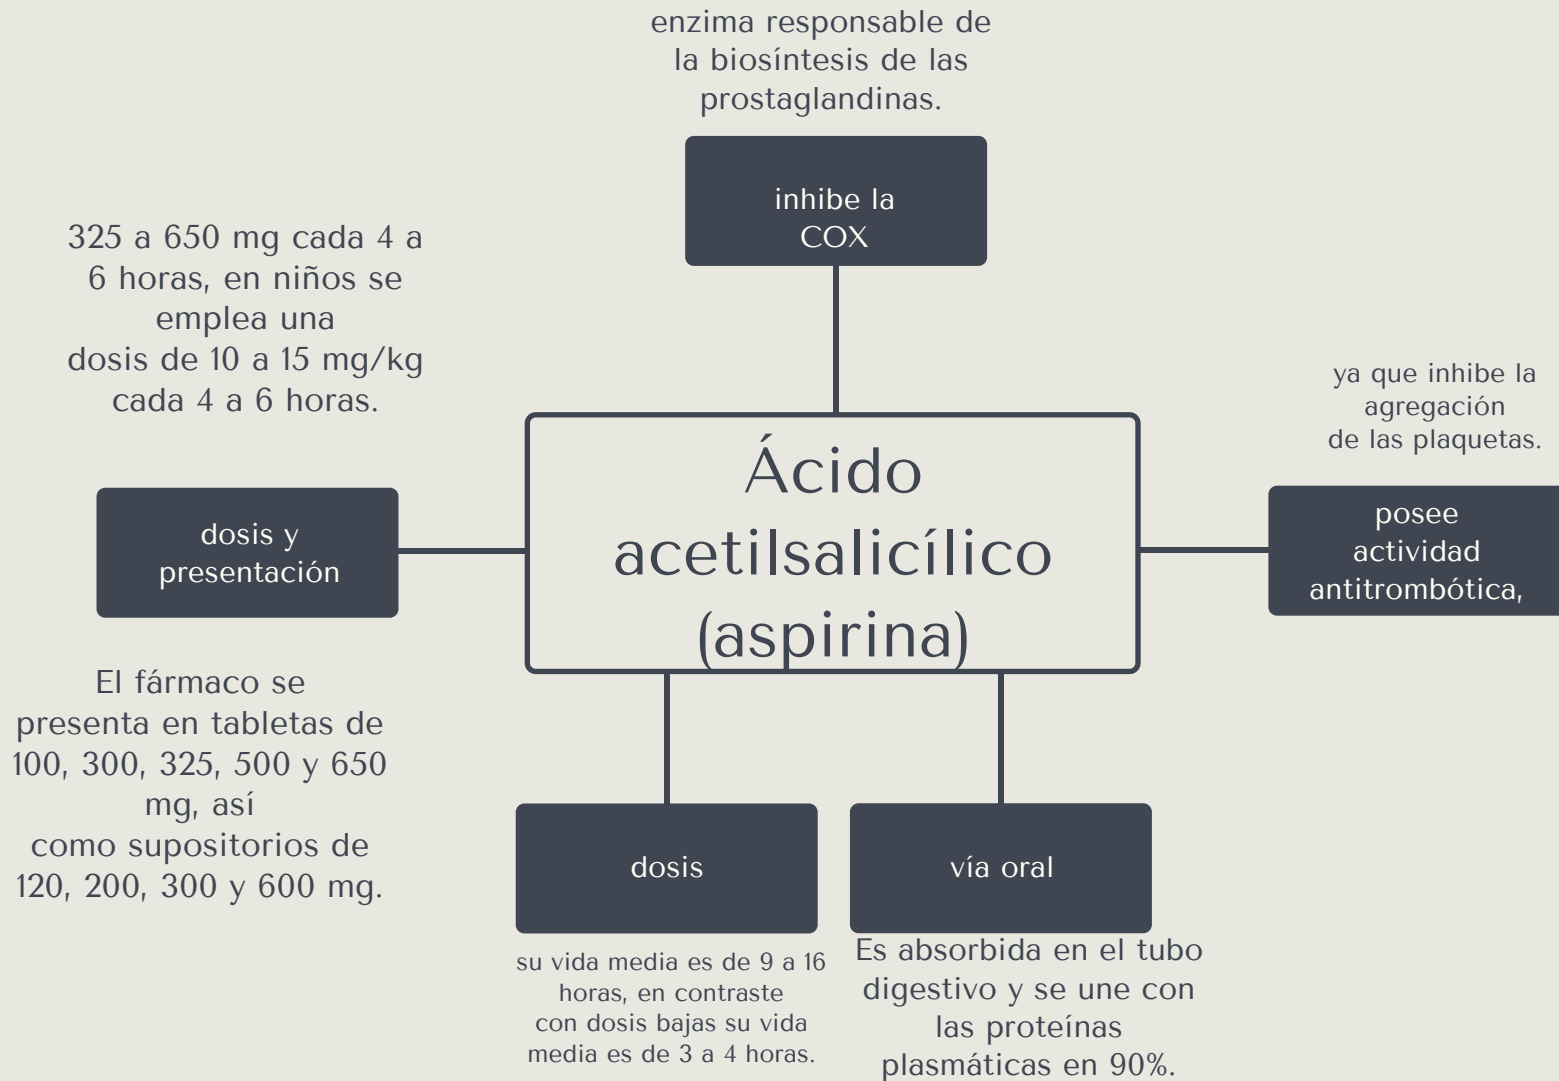 enzima responsable de
la biosíntesis de las
prostaglandinas.
inhibe la
COX
325 a 650 mg cada 4 a
6 horas, en niños se
emplea una
dosis de 10 a 15 mg/kg
cada 4 a 6 horas.
dosis y
presentación
El fármaco se
presenta en tabletas de
100, 300, 325, 500 y 650
mg, así
como supositorios de
120, 200, 300 y 600 mg.
Ácido
acetilsalicílico
(aspirina)
ya que inhibe la
agregación
de las plaquetas.
posee
actividad
antitrombótica,
dosis
su vida media es de 9 a 16
horas, en contraste
con dosis bajas su vida
media es de 3 a 4 horas.
vía oral
Es absorbida en el tubo
digestivo y se une con
las proteínas
plasmáticas en 90%.